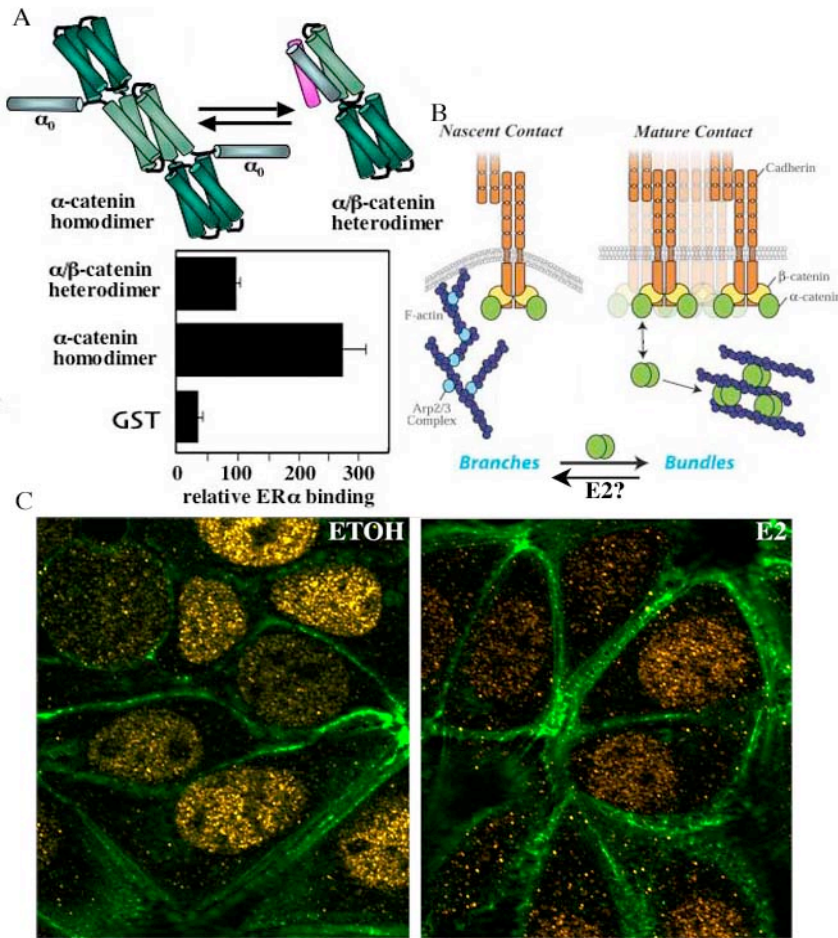 A
α₀
α₀
α-catenin
homodimer
α/β-catenin
heterodimer
α/β-catenin
heterodimer
α-catenin
homodimer
GST
0 100 200 300
relative ERα binding
B
Nascent Contact
Mature Contact
Cadherin
β-catenin
α-catenin
F-actin
Arp2/3
Complex
Branches
Bundles
E2?
C
ETOH
E2